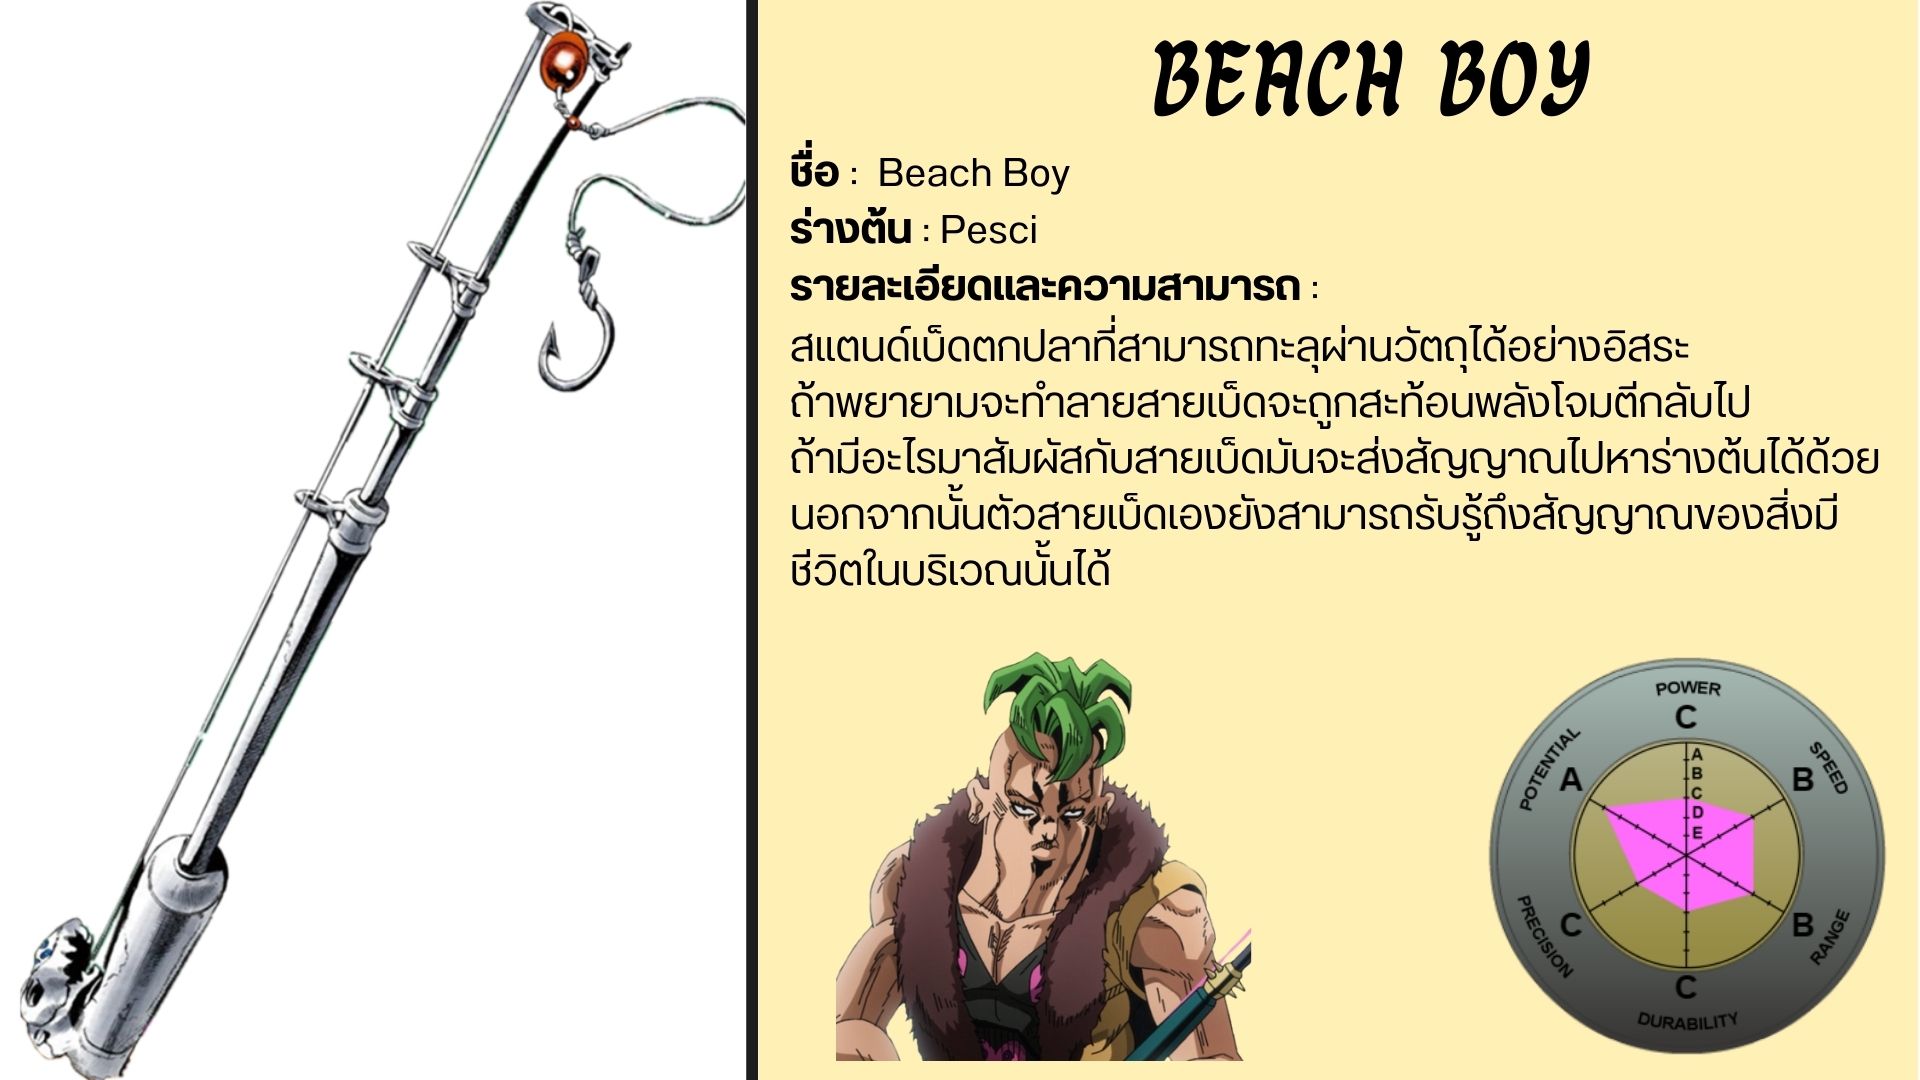 BEACH BOY
ชื่อ : Beach Boy
ร่างต้น : Pesci
รายละเอียดและความสามารถ :
สแตนด์เบ็ดตกปลาที่สามารถทะลุผ่านวัตถุได้อย่างอิสระ
ถ้าพยายามจะทำลายสายเบ็ดจะถูกสะท้อนพลังโจมตีกลับไป
ถ้ามีอะไรมาสัมผัสกับสายเบ็ดมันจะส่งสัญญาณไปหาร่างต้นได้ด้วย
นอกจากนั้นตัวสายเบ็ดเองยังสามารถรับรู้ถึงสัญญาณของสิ่งมี
ชีวิตในบริเวณนั้นได้
POWER
C
SPEED
B
RANGE
B
DURABILITY
C
PRECISION
C
POTENTIAL
A
A
B
C
D
E